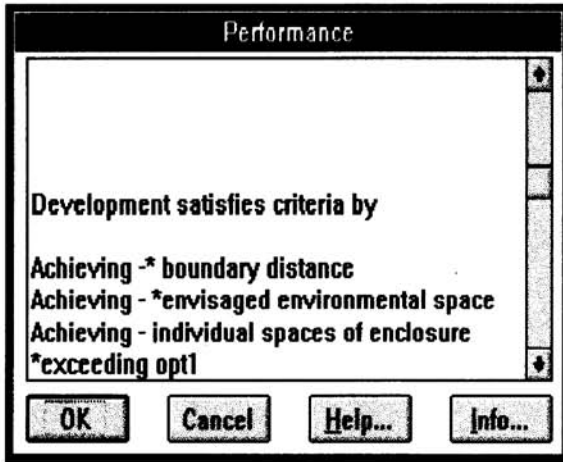 Performance
Development satisfies criteria by
Achieving -* boundary distance
Achieving - *envisaged environmental space
Achieving - individual spaces of enclosure
*exceeding opt1
OK Cancel Help... Info...